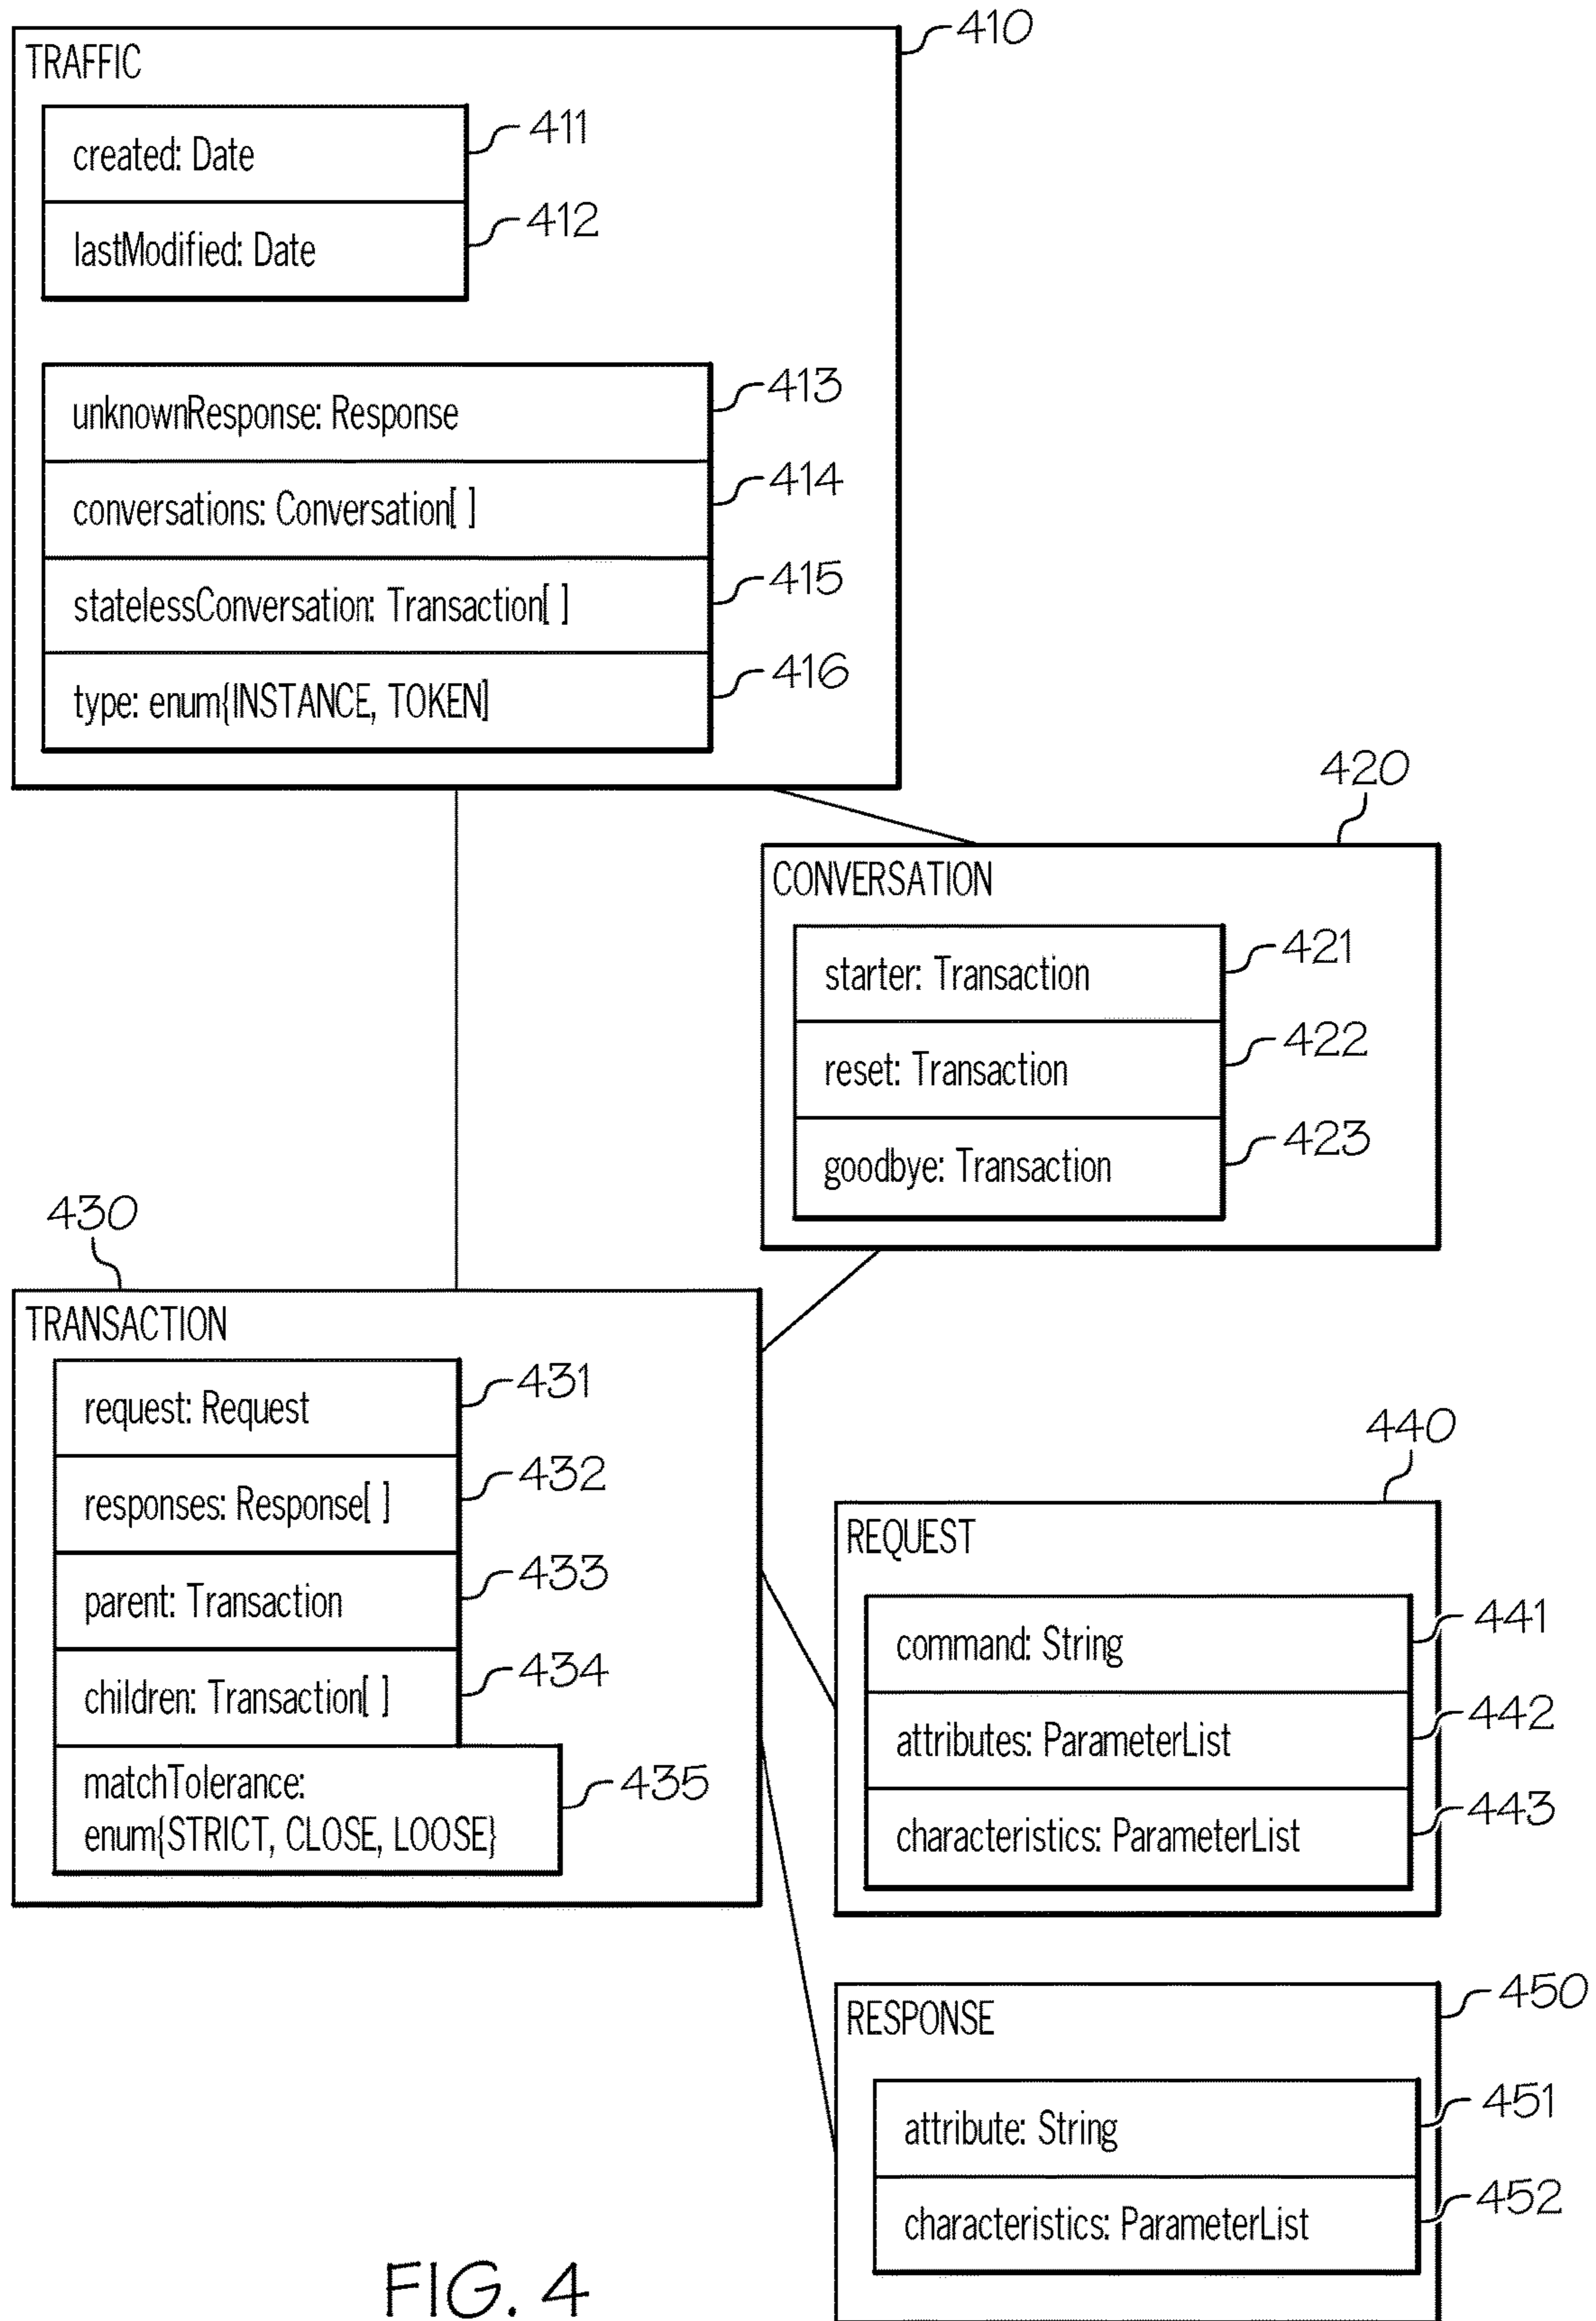 410
TRAFFIC
created: Date
411
lastModified: Date
412
unknownResponse: Response
413
conversations: Conversation[ ]
414
statelessConversation: Transaction[ ]
415
type: enum{INSTANCE, TOKEN]
416
420
CONVERSATION
starter: Transaction
421
reset: Transaction
422
goodbye: Transaction
423
430
TRANSACTION
request: Request
431
responses: Response[ ]
432
parent: Transaction
433
children: Transaction[ ]
434
matchTolerance:
enum{STRICT, CLOSE, LOOSE}
435
440
REQUEST
command: String
441
attributes: ParameterList
442
characteristics: ParameterList
443
450
RESPONSE
attribute: String
451
characteristics: ParameterList
452
FIG. 4